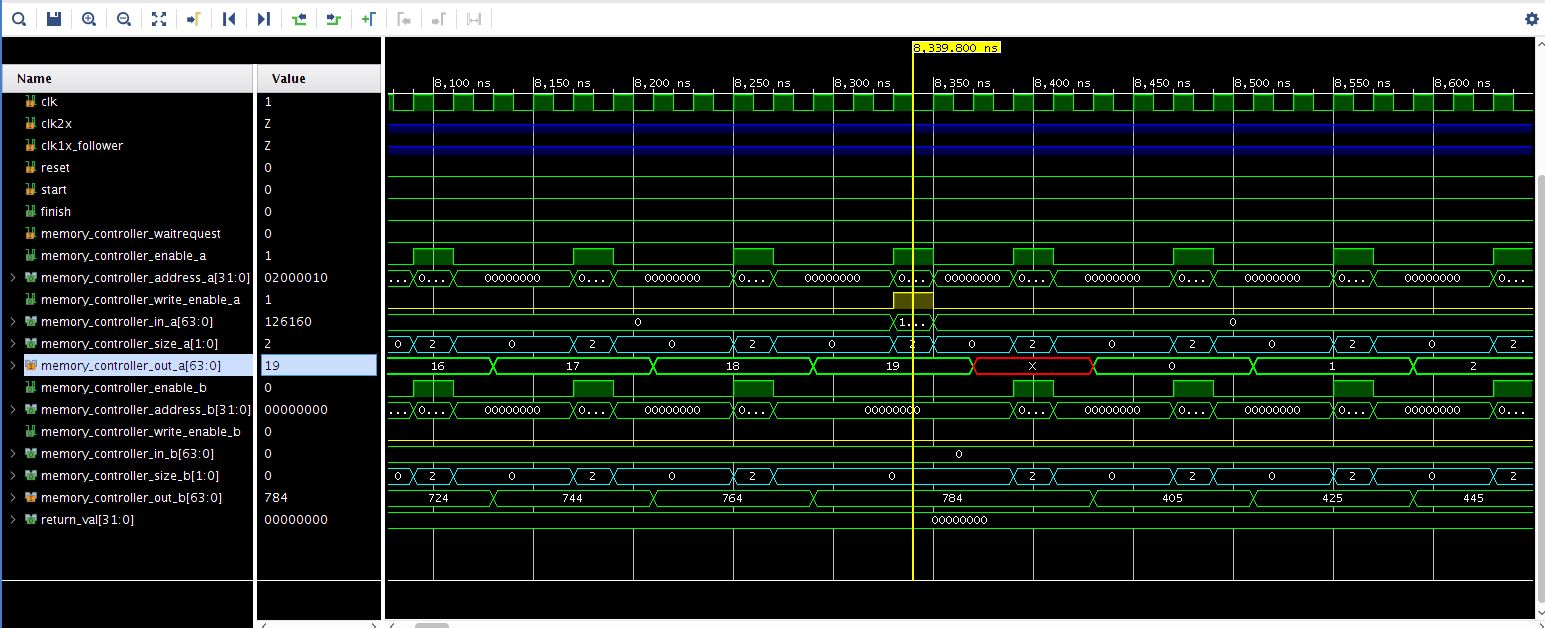 8,339.800 ns
Name Value
8,100 ns 8,150 ns 8,200 ns 8,250 ns 8,300 ns 8,350 ns 8,400 ns 8,450 ns 8,500 ns 8,550 ns 8,600 ns
clk 1
clk2x Z
clk1x_follower Z
reset 0
start 0
finish 0
memory_controller_waitrequest 0
memory_controller_enable_a 1
memory_controller_address_a[31:0] 02000010 ... 0... 00000000 0... 00000000 0... 00000000 0... 00000000 0... 00000000 0... 00000000 0... 00000000 0...
memory_controller_write_enable_a 1
memory_controller_in_a[63:0] 126160 0 1... 0
memory_controller_size_a[1:0] 2 0 2 0 2 0 2 0 2 0 2 0 2 0 2 0 2
memory_controller_out_a[63:0] 19 16 17 18 19 X 0 1 2
memory_controller_enable_b 0
memory_controller_address_b[31:0] 00000000 ... 0... 00000000 0... 00000000 0... 00000000 0... 00000000 0... 00000000 0... 00000000 0...
memory_controller_write_enable_b 0
memory_controller_in_b[63:0] 0 0
memory_controller_size_b[1:0] 0 0 2 0 2 0 2 0 2 0 2 0 2 0 2
memory_controller_out_b[63:0] 784 724 744 764 784 405 425 445
return_val[31:0] 00000000 00000000